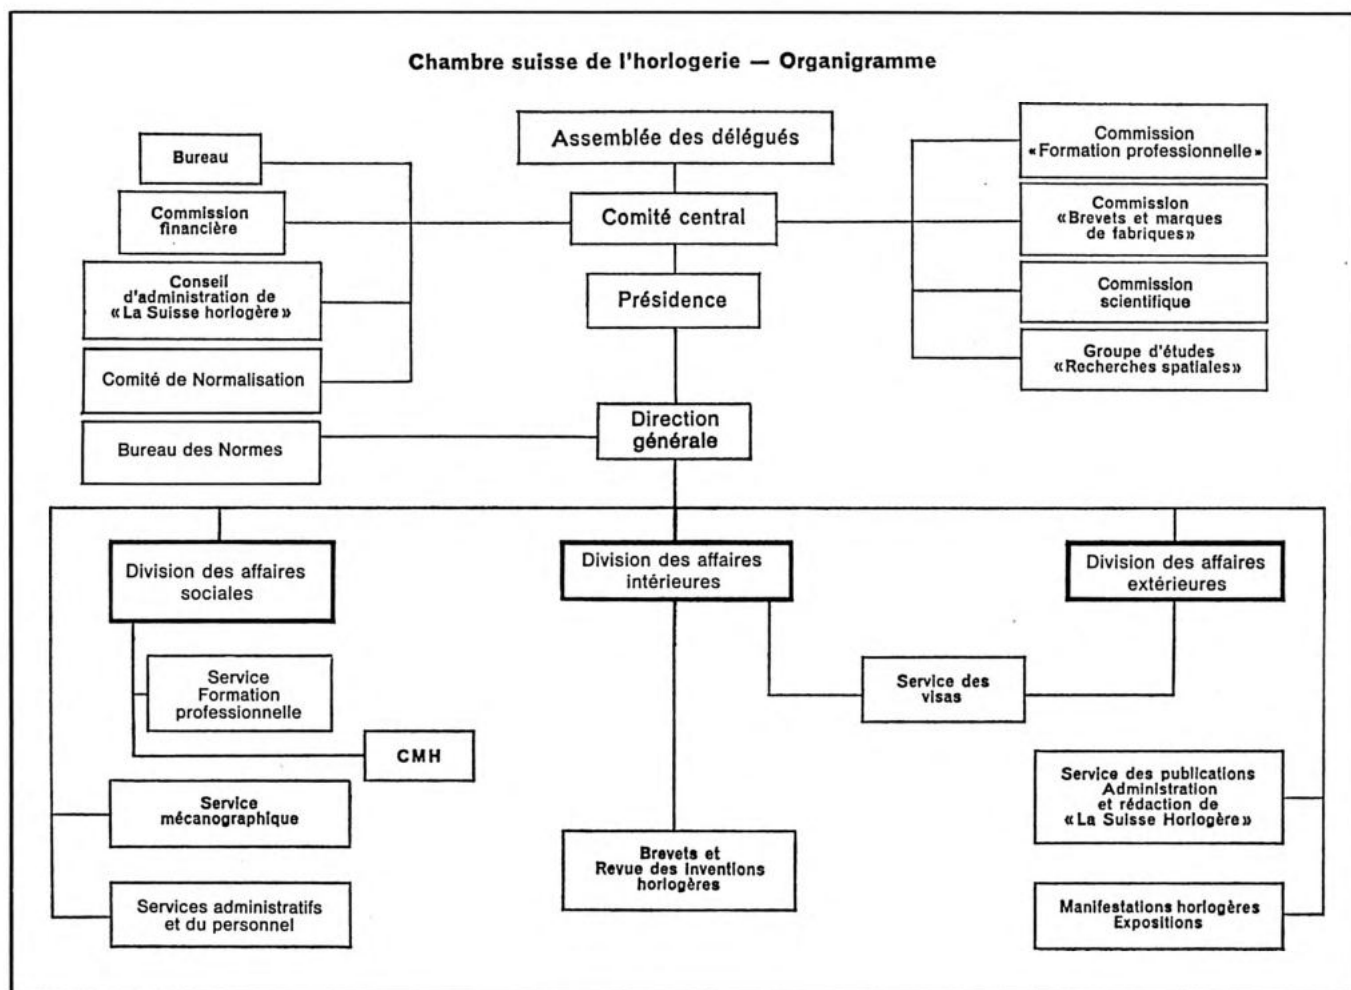 Chambre suisse de l'horlogerie — Organigramme
Assemblée des délégués
Bureau
Commission
financière
Conseil
d'administration de
«La Suisse horlogère»
Comité de Normalisation
Bureau des Normes
Comité central
Présidence
Direction
générale
Commission
«Formation professionnelle»
Commission
«Brevets et marques
de fabriques»
Commission
scientifique
Groupe d'études
«Recherches spatiales»
Division des affaires
sociales
Division des affaires
intérieures
Division des affaires
extérieures
Service
Formation
professionnelle
CMH
Service des
visas
Service
mécanographique
Services administratifs
et du personnel
Brevets et
Revue des inventions
horlogères
Service des publications
Administration
et rédaction de
«La Suisse Horlogère»
Manifestations horlogères
Expositions